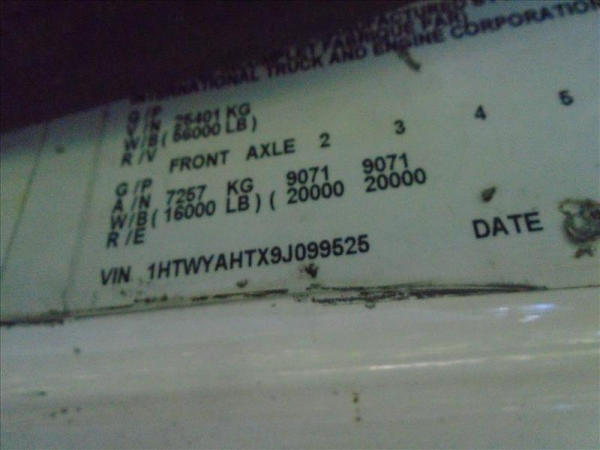 INTERNATIONAL TRUCK AND ENGINE CORPORATION
G/P
V/N 25401 KG
W/B (56000 LB)
R/V
FRONT AXLE 2 3 4 5
G/P
A/N 7257 KG 9071 9071
W/B (16000 LB) ( 20000 20000
R/E
VIN 1HTWYAHTX9J099525
DATE